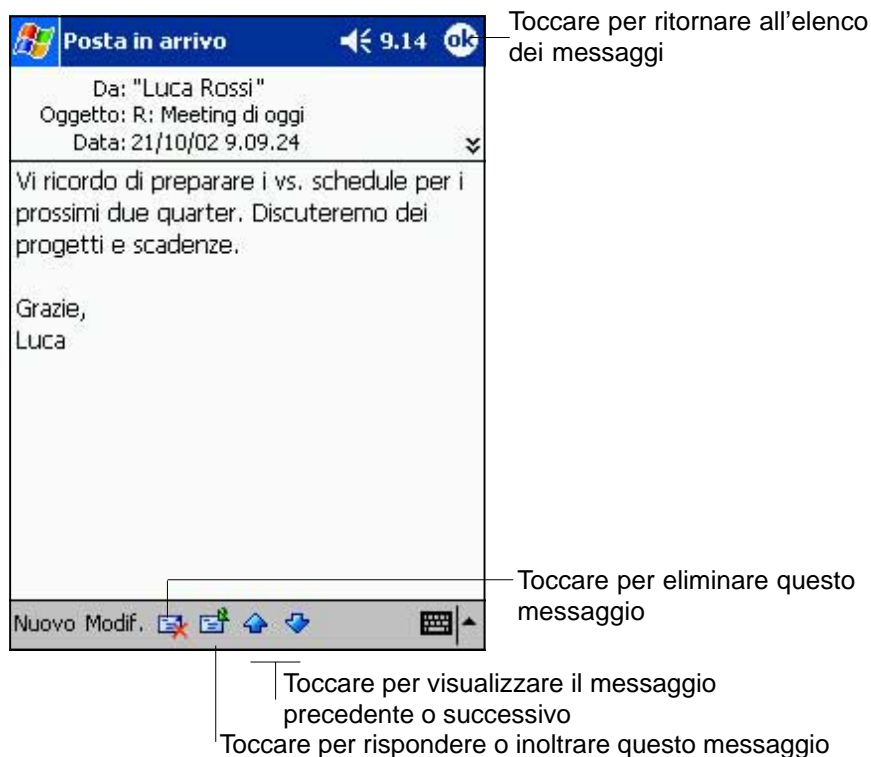 Posta in arrivo 9.14 ok
Toccare per ritornare all'elenco
dei messaggi
Da: "Luca Rossi"
Oggetto: R: Meeting di oggi
Data: 21/10/02 9.09.24
Vi ricordo di preparare i vs. schedule per i
prossimi due quarter. Discuteremo dei
progetti e scadenze.
Grazie,
Luca
Toccare per eliminare questo
messaggio
Nuovo Modif.
Toccare per visualizzare il messaggio
precedente o successivo
Toccare per rispondere o inoltrare questo messaggio